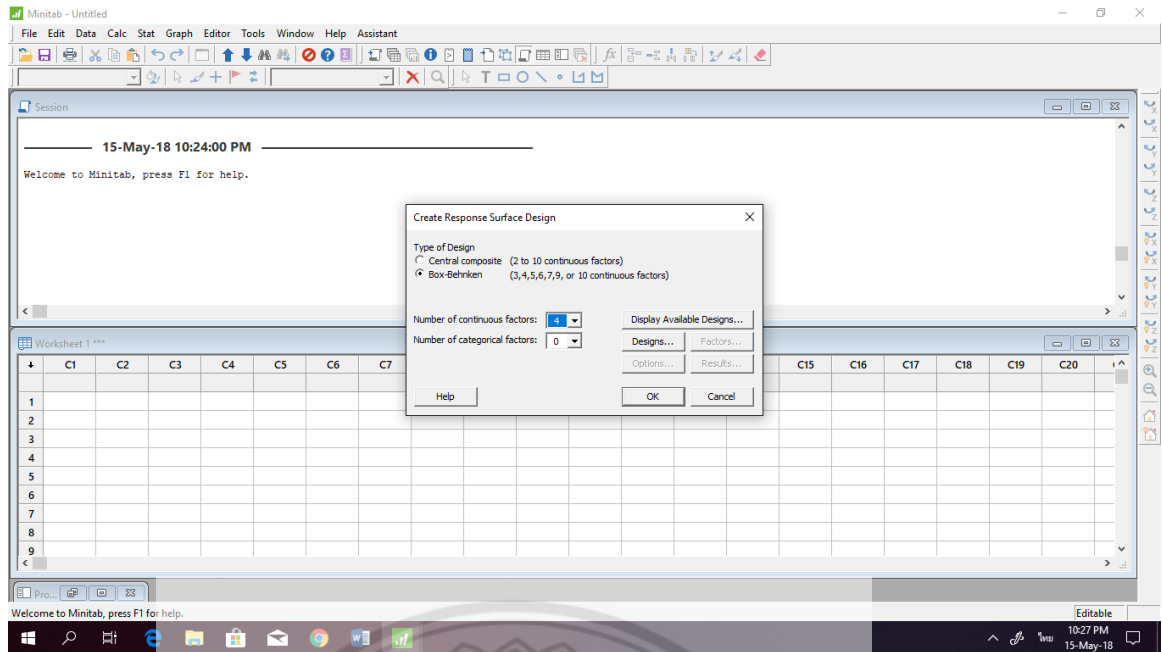 Minitab - Untitled
File Edit Data Calc Stat Graph Editor Tools Window Help Assistant
Session
15-May-18 10:24:00 PM
Welcome to Minitab, press F1 for help.
Create Response Surface Design
Type of Design
Central composite (2 to 10 continuous factors)
Box-Behnken (3,4,5,6,7,9, or 10 continuous factors)
Number of continuous factors: 4
Display Available Designs...
Number of categorical factors: 0
Designs... Factors...
Options... Results...
Help OK Cancel
Worksheet 1 ***
C1 C2 C3 C4 C5 C6 C7 C15 C16 C17 C18 C19 C20
1
2
3
4
5
6
7
8
9
Pro...
Welcome to Minitab, press F1 for help.
Editable
ไทย
10:27 PM
15-May-18